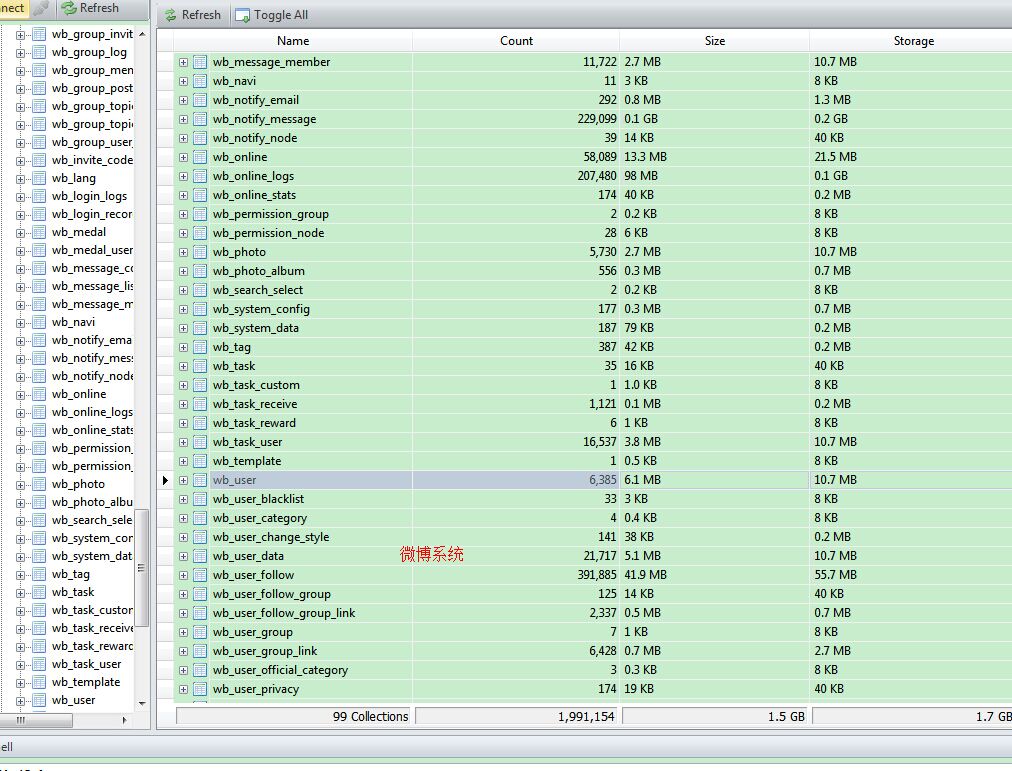 nnect Refresh
wb_group_invit
wb_group_log
wb_group_men
wb_group_post
wb_group_topic
wb_group_topic
wb_group_user_
wb_invite_code
wb_lang
wb_login_logs
wb_login_recor
wb_medal
wb_medal_user
wb_message_co
wb_message_lis
wb_message_m
wb_navi
wb_notify_emai
wb_notify_mess
wb_notify_node
wb_online
wb_online_logs
wb_online_stats
wb_permission_
wb_permission_
wb_photo
wb_photo_albu
wb_search_sele
wb_system_con
wb_system_data
wb_tag
wb_task
wb_task_custon
wb_task_receive
wb_task_reward
wb_task_user
wb_template
wb_user
Refresh Toggle All
Name Count Size Storage
wb_message_member 11,722 2.7 MB 10.7 MB
wb_navi 11 3 KB 8 KB
wb_notify_email 292 0.8 MB 1.3 MB
wb_notify_message 229,099 0.1 GB 0.2 GB
wb_notify_node 39 14 KB 40 KB
wb_online 58,089 13.3 MB 21.5 MB
wb_online_logs 207,480 98 MB 0.1 GB
wb_online_stats 174 40 KB 0.2 MB
wb_permission_group 2 0.2 KB 8 KB
wb_permission_node 28 6 KB 8 KB
wb_photo 5,730 2.7 MB 10.7 MB
wb_photo_album 556 0.3 MB 0.7 MB
wb_search_select 2 0.2 KB 8 KB
wb_system_config 177 0.3 MB 0.7 MB
wb_system_data 187 79 KB 0.2 MB
wb_tag 387 42 KB 0.2 MB
wb_task 35 16 KB 40 KB
wb_task_custom 1 1.0 KB 8 KB
wb_task_receive 1,121 0.1 MB 0.2 MB
wb_task_reward 6 1 KB 8 KB
wb_task_user 16,537 3.8 MB 10.7 MB
wb_template 1 0.5 KB 8 KB
wb_user 6,385 6.1 MB 10.7 MB
wb_user_blacklist 33 3 KB 8 KB
wb_user_category 4 0.4 KB 8 KB
wb_user_change_style 141 38 KB 0.2 MB
wb_user_data 微博系统 21,717 5.1 MB 10.7 MB
wb_user_follow 391,885 41.9 MB 55.7 MB
wb_user_follow_group 125 14 KB 40 KB
wb_user_follow_group_link 2,337 0.5 MB 0.7 MB
wb_user_group 7 1 KB 8 KB
wb_user_group_link 6,428 0.7 MB 2.7 MB
wb_user_official_category 3 0.3 KB 8 KB
wb_user_privacy 174 19 KB 40 KB
99 Collections 1,991,154 1.5 GB 1.7 GB
ell